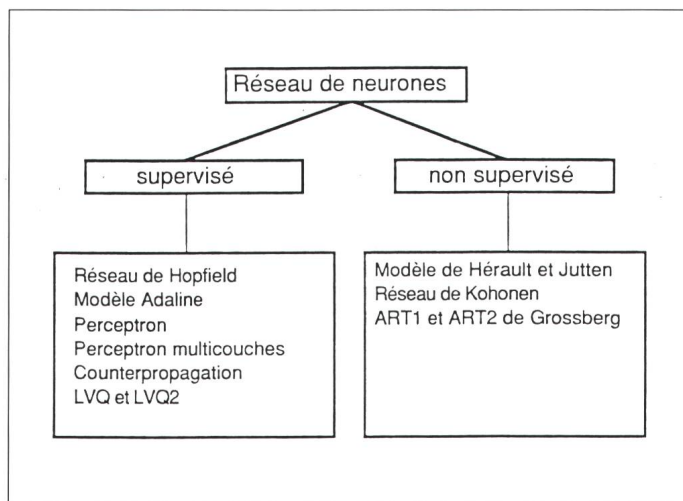 Réseau de neurones
supervisé
non supervisé
Réseau de Hopfield
Modèle Adaline
Perceptron
Perceptron multicouches
Counterpropagation
LVQ et LVQ2
Modèle de Hérault et Jutten
Réseau de Kohonen
ART1 et ART2 de Grossberg